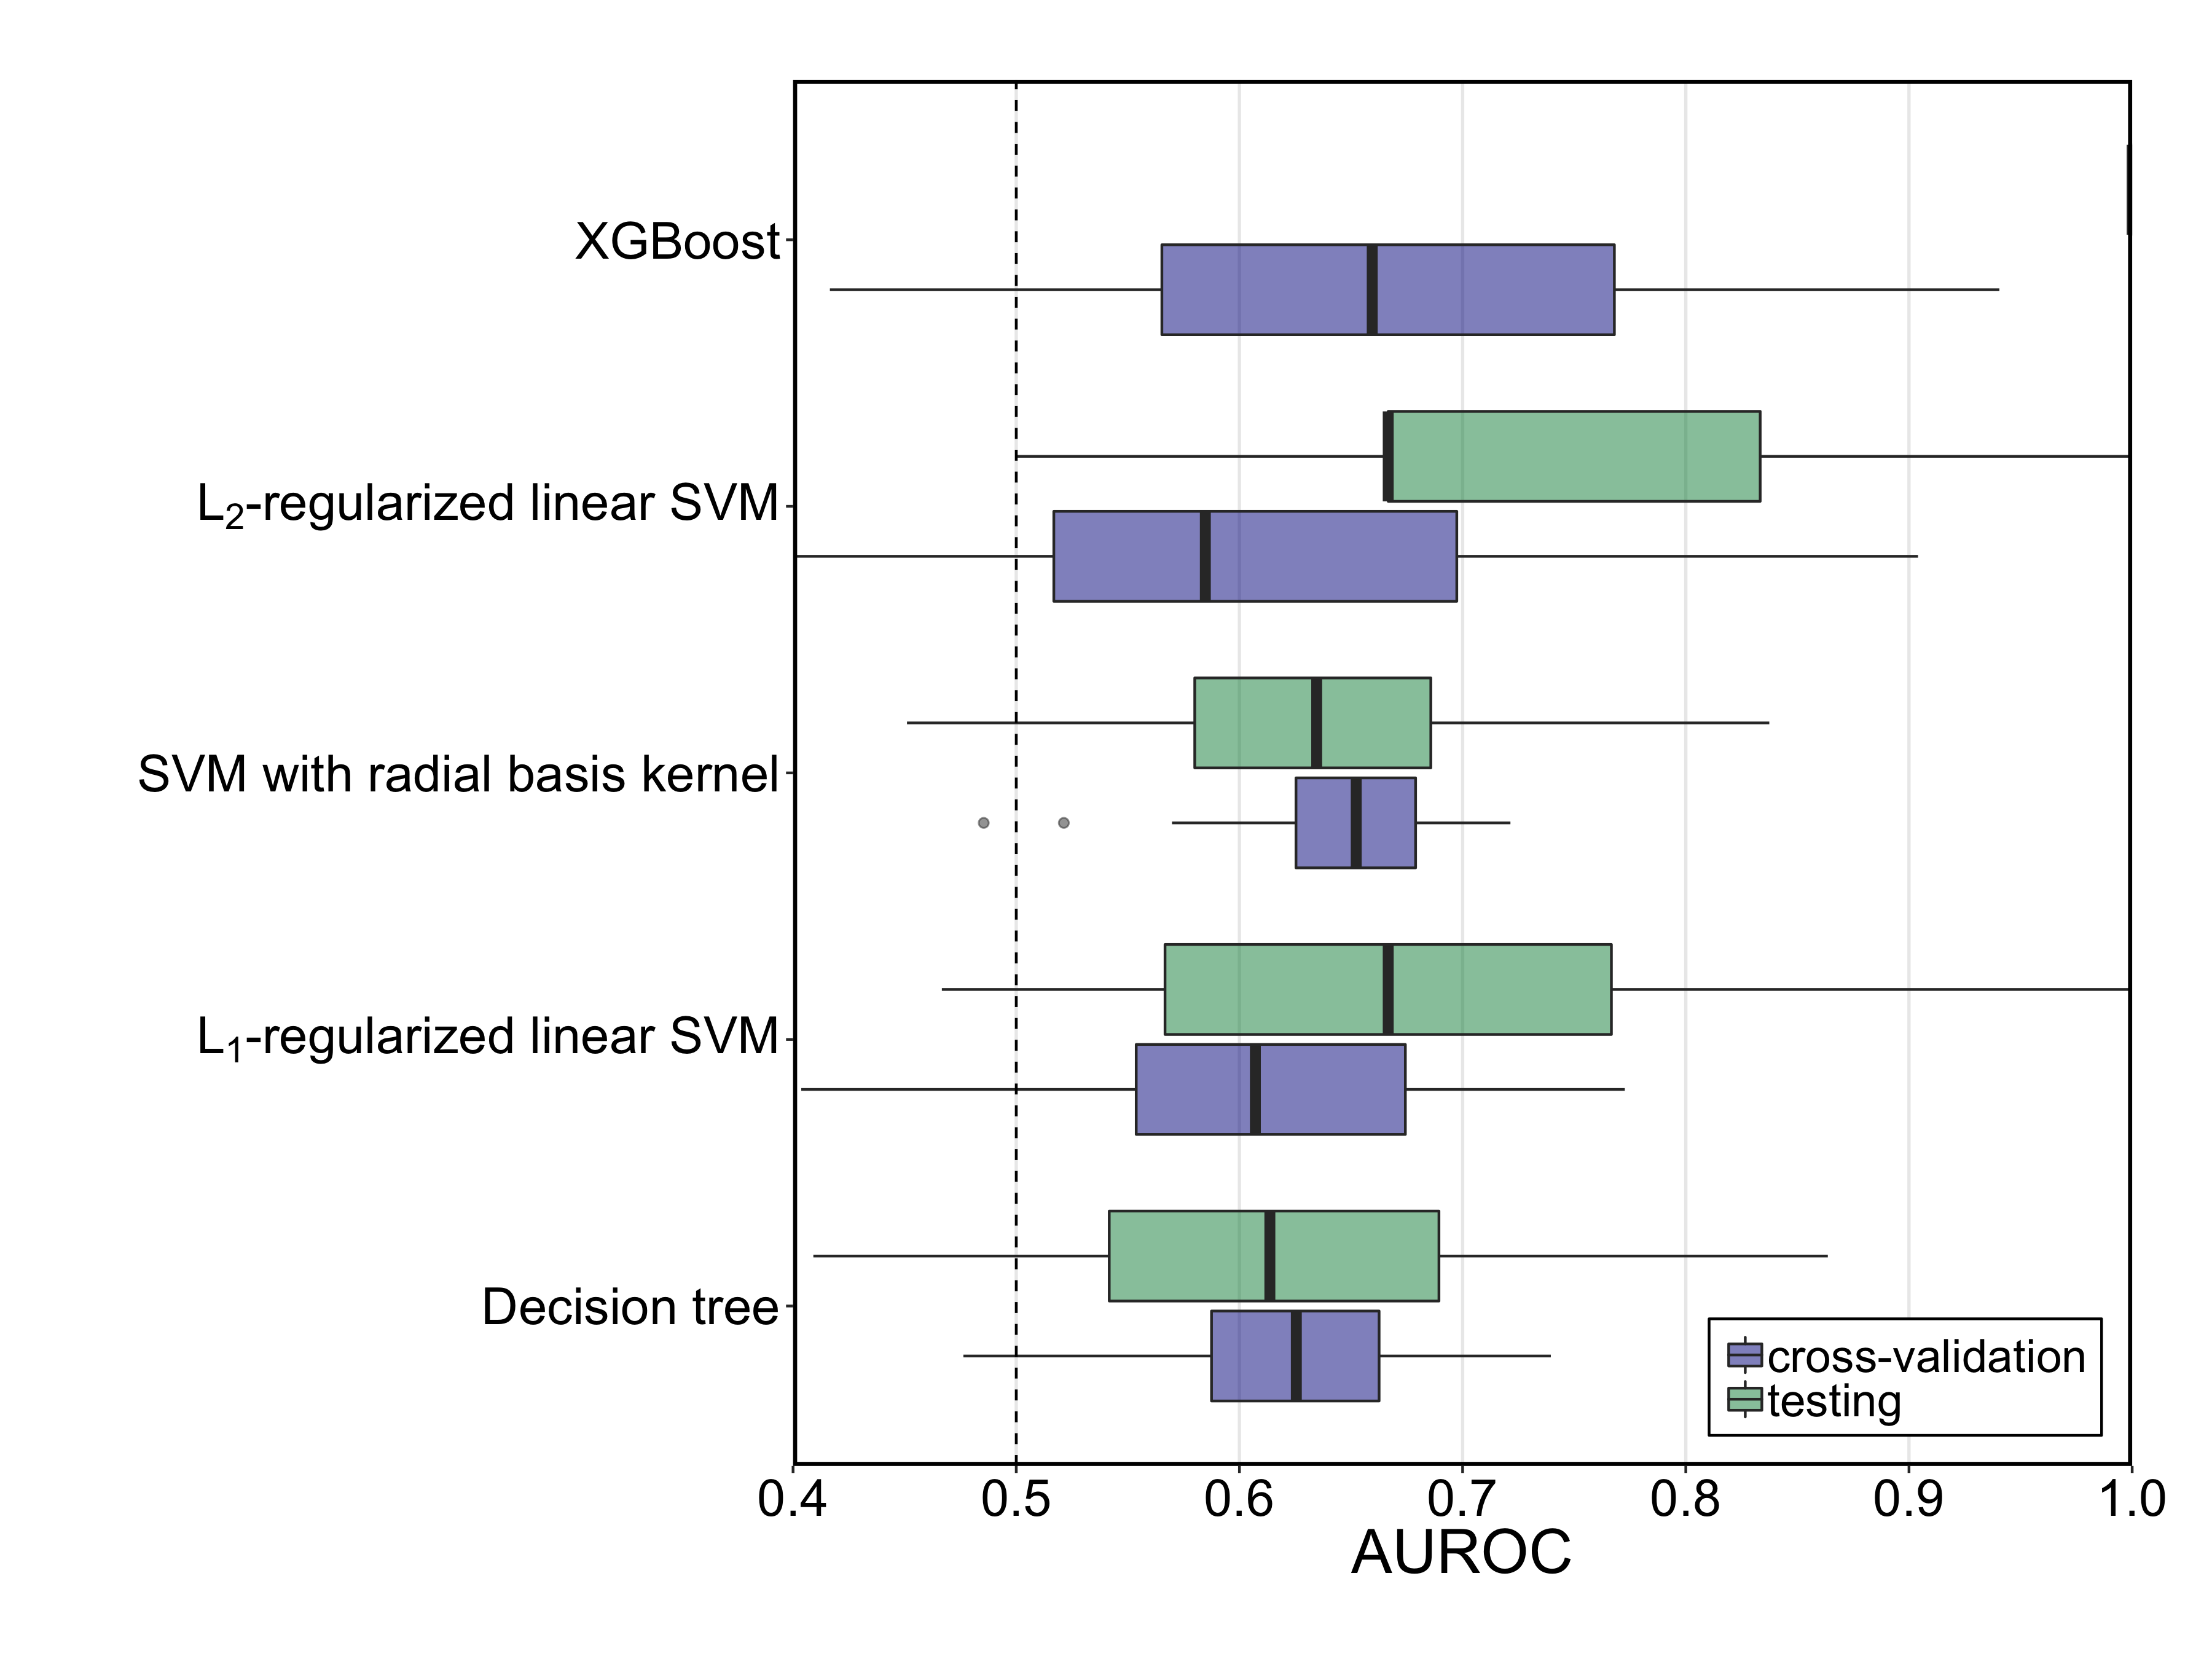 XGBoost
L₂-regularized linear SVM
SVM with radial basis kernel
L₁-regularized linear SVM
Decision tree
cross-validation
testing
0.4 0.5 0.6 0.7 0.8 0.9 1.0
AUROC